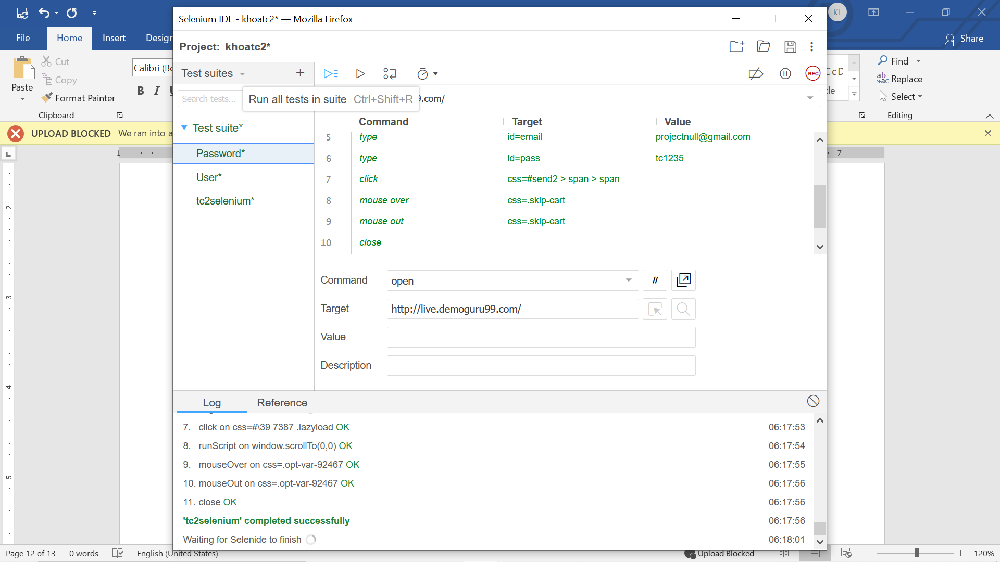 KL
File
Home
Insert
Desig
Share
Cut
Copy
Paste
Format Painter
Clipboard
Calibri (Bo
B I
CcD
Find
Replace
Select
Editing
UPLOAD BLOCKED We ran into a
Selenium IDE - khoatc2* — Mozilla Firefox
Project: khoatc2*
Test suites
REC
Search tests...
Run all tests in suite Ctrl+Shift+R
9.com/
Test suite*
Password*
User*
tc2selenium*
Command Target Value
5 type id=email projectnull@gmail.com
6 type id=pass tc1235
7 click css=#send2 > span > span
8 mouse over css=.skip-cart
9 mouse out css=.skip-cart
10 close
Command open //
Target http://live.demoguru99.com/
Value
Description
Log Reference
7. click on css=#\39 7387 .lazyload OK 06:17:53
8. runScript on window.scrollTo(0,0) OK 06:17:54
9. mouseOver on css=.opt-var-92467 OK 06:17:55
10. mouseOut on css=.opt-var-92467 OK 06:17:56
11. close OK 06:17:56
'tc2selenium' completed successfully 06:17:56
Waiting for Selenide to finish 06:18:01
1
7
2
3
4
5
Page 12 of 13 0 words English (United States) Upload Blocked 120%